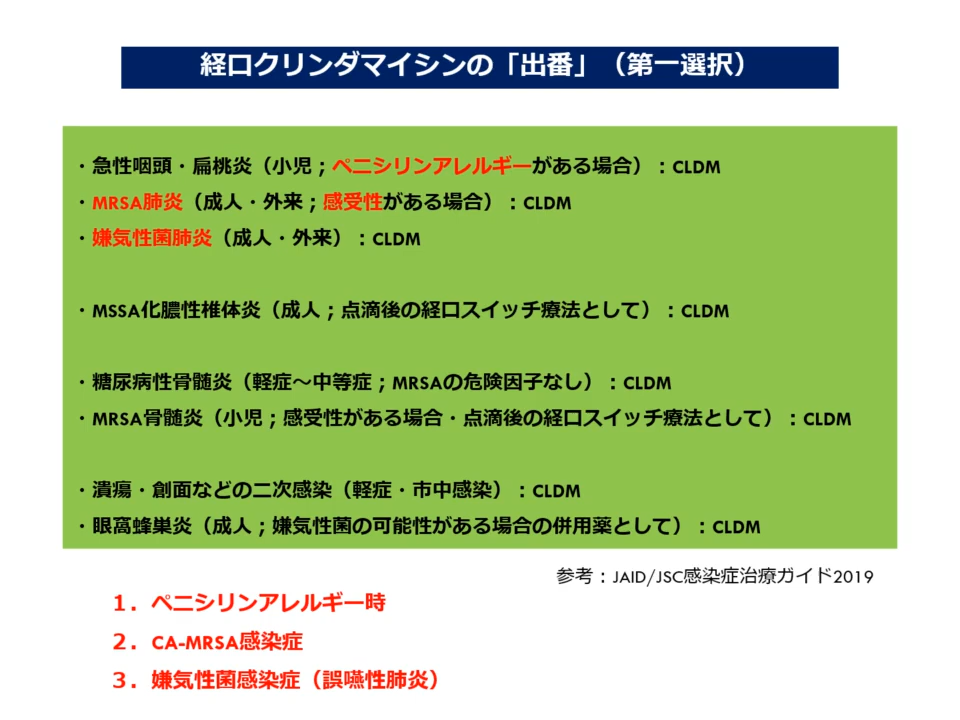 経口クリンダマイシンの「出番」（第一選択）
・急性咽頭・扁桃炎（小児；ペニシリンアレルギーがある場合）：CLDM
・MRSA肺炎（成人・外来；感受性がある場合）：CLDM
・嫌気性菌肺炎（成人・外来）：CLDM
・MSSA化膿性椎体炎（成人；点滴後の経口スイッチ療法として）：CLDM
・糖尿病性骨髄炎（軽症～中等症；MRSAの危険因子なし）：CLDM
・MRSA骨髄炎（小児；感受性がある場合・点滴後の経口スイッチ療法として）：CLDM
・潰瘍・創面などの二次感染（軽症・市中感染）：CLDM
・眼窩蜂巣炎（成人；嫌気性菌の可能性がある場合の併用薬として）：CLDM
参考：JAID/JSC感染症治療ガイド2019
１．ペニシリンアレルギー時
２．CA-MRSA感染症
３．嫌気性菌感染症（誤嚥性肺炎）